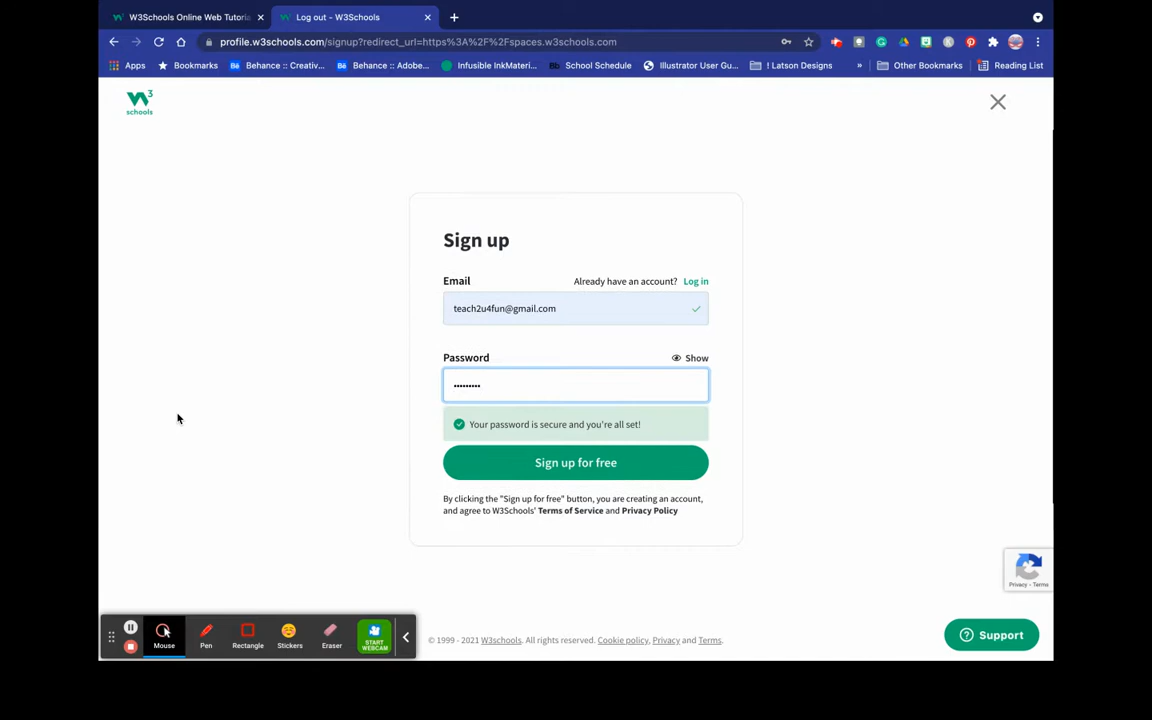 W3Schools Online Web Tutoria
Log out - W3Schools
profile.w3schools.com/signup?redirect_url=https%3A%2F%2Fspaces.w3schools.com
Apps
Bookmarks
Behance :: Creativ...
Behance :: Adobe...
Infusible InkMateri...
Bb School Schedule
Illustrator User Gu...
! Latson Designs
»
Other Bookmarks
Reading List
W3
schools
Sign up
Email
Already have an account? Log in
teach2u4fun@gmail.com
Password
Show
•••••••••
Your password is secure and you're all set!
Sign up for free
By clicking the "Sign up for free" button, you are creating an account,
and agree to W3Schools' Terms of Service and Privacy Policy
Privacy - Terms
Mouse
Pen
Rectangle
Stickers
Eraser
START
WEBCAM
© 1999 - 2021 W3schools. All rights reserved. Cookie policy, Privacy and Terms.
Support